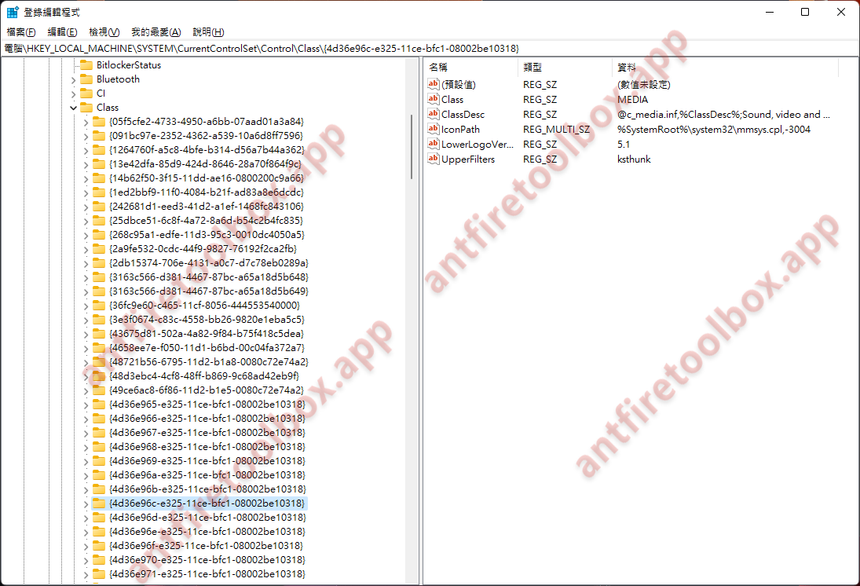 登錄編輯程式
檔案(F) 編輯(E) 檢視(V) 我的最愛(A) 說明(H)
電腦\HKEY_LOCAL_MACHINE\SYSTEM\CurrentControlSet\Control\Class\{4d36e96c-e325-11ce-bfc1-08002be10318}
BitlockerStatus
Bluetooth
CI
Class
{05f5cfe2-4733-4950-a6bb-07aad01a3a84}
{091bc97e-2352-4362-a539-10a6d8ff7596}
{1264760f-a5c8-4bfe-b314-d56a7b44a362}
{13e42dfa-85d9-424d-8646-28a70f864f9c}
{14b62f50-3f15-11dd-ae16-0800200c9a66}
{1ed2bbf9-11f0-4084-b21f-ad83a8e6dcdc}
{242681d1-eed3-41d2-a1ef-1468fc843106}
{25dbce51-6c8f-4a72-8a6d-b54c2b4fc835}
{268c95a1-edfe-11d3-95c3-0010dc4050a5}
{2a9fe532-0cdc-44f9-9827-76192f2ca2fb}
{2db15374-706e-4131-a0c7-d7c78eb0289a}
{3163c566-d381-4467-87bc-a65a18d5b648}
{3163c566-d381-4467-87bc-a65a18d5b649}
{36fc9e60-c465-11cf-8056-444553540000}
{3e3f0674-c83c-4558-bb26-9820e1eba5c5}
{43675d81-502a-4a82-9f84-b75f418c5dea}
{4658ee7e-f050-11d1-b6bd-00c04fa372a7}
{48721b56-6795-11d2-b1a8-0080c72e74a2}
{48d3ebc4-4cf8-48ff-b869-9c68ad42eb9f}
{49ce6ac8-6f86-11d2-b1e5-0080c72e74a2}
{4d36e965-e325-11ce-bfc1-08002be10318}
{4d36e966-e325-11ce-bfc1-08002be10318}
{4d36e967-e325-11ce-bfc1-08002be10318}
{4d36e968-e325-11ce-bfc1-08002be10318}
{4d36e969-e325-11ce-bfc1-08002be10318}
{4d36e96a-e325-11ce-bfc1-08002be10318}
{4d36e96b-e325-11ce-bfc1-08002be10318}
{4d36e96c-e325-11ce-bfc1-08002be10318}
{4d36e96d-e325-11ce-bfc1-08002be10318}
{4d36e96e-e325-11ce-bfc1-08002be10318}
{4d36e96f-e325-11ce-bfc1-08002be10318}
{4d36e970-e325-11ce-bfc1-08002be10318}
{4d36e971-e325-11ce-bfc1-08002be10318}
名稱 類型 資料
(預設值) REG_SZ (數值未設定)
Class REG_SZ MEDIA
ClassDesc REG_SZ @c_media.inf,%ClassDesc%;Sound, video and ...
IconPath REG_MULTI_SZ %SystemRoot%\system32\mmsys.cpl,-3004
LowerLogoVer... REG_SZ 5.1
UpperFilters REG_SZ ksthunk
antfiretoolbox.app
antfiretoolbox.app
antfiretoolbox.app
antfiretoolbox.app